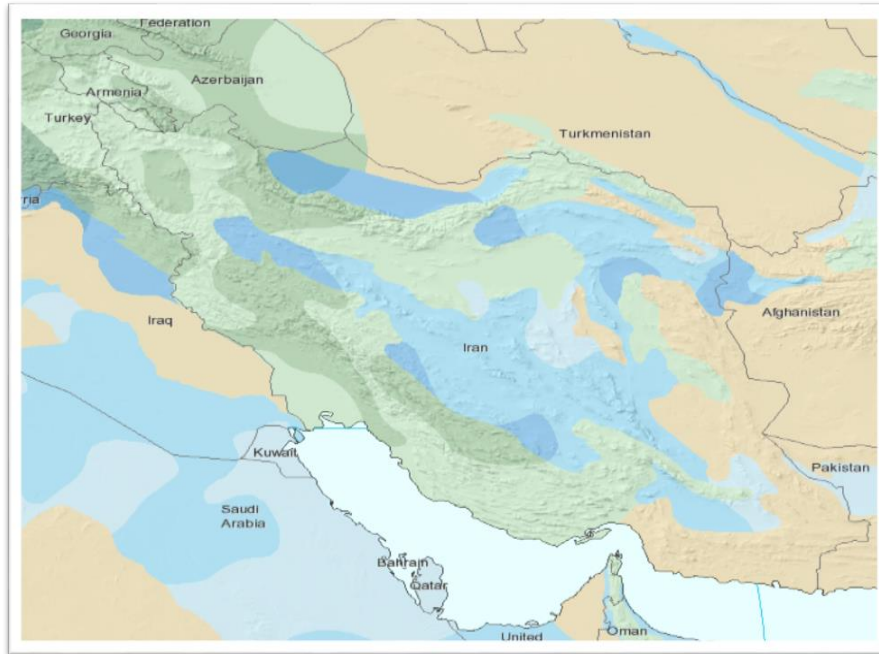 Federation
Georgia
Azerbaijan
Armenia
Turkey
Turkmenistan
ria
Iraq
Afghanistan
Iran
Kuwait
Pakistan
Saudi
Arabia
Bahrain
Qatar
United
Oman